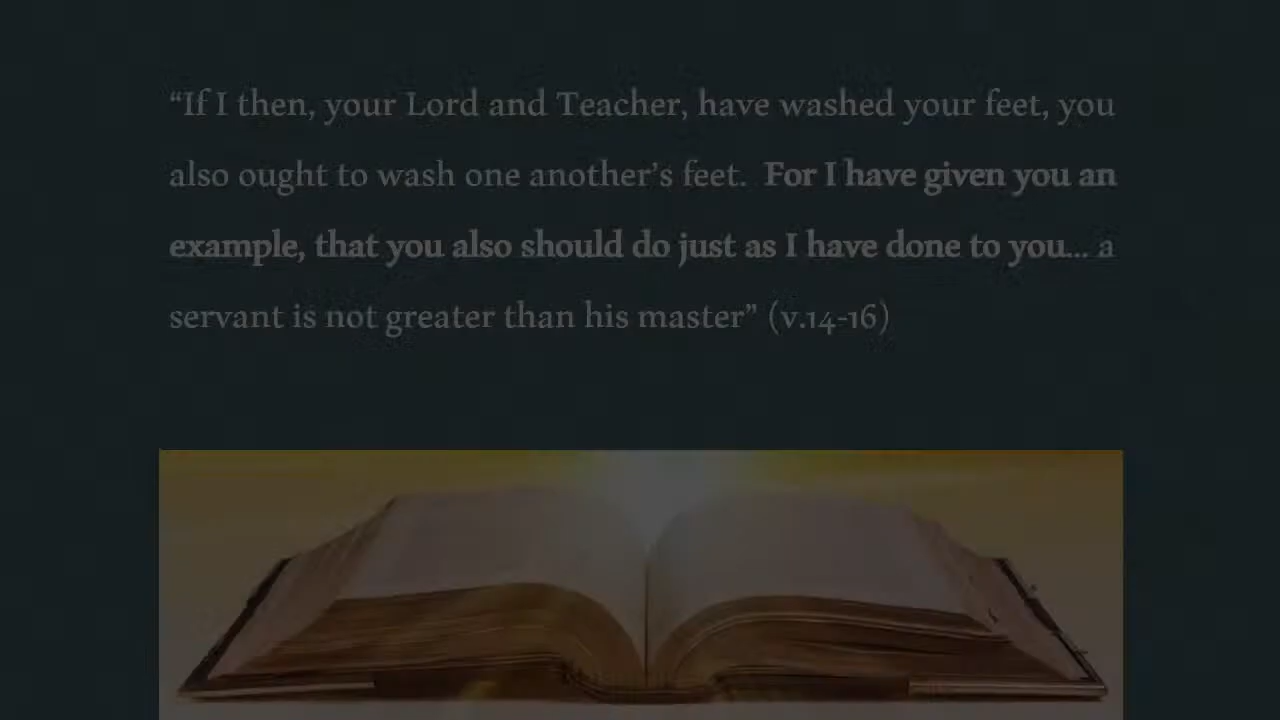 “If I then, your Lord and Teacher, have washed your feet, you
also ought to wash one another’s feet. For I have given you an
example, that you also should do just as I have done to you... a
servant is not greater than his master” (v.14-16)